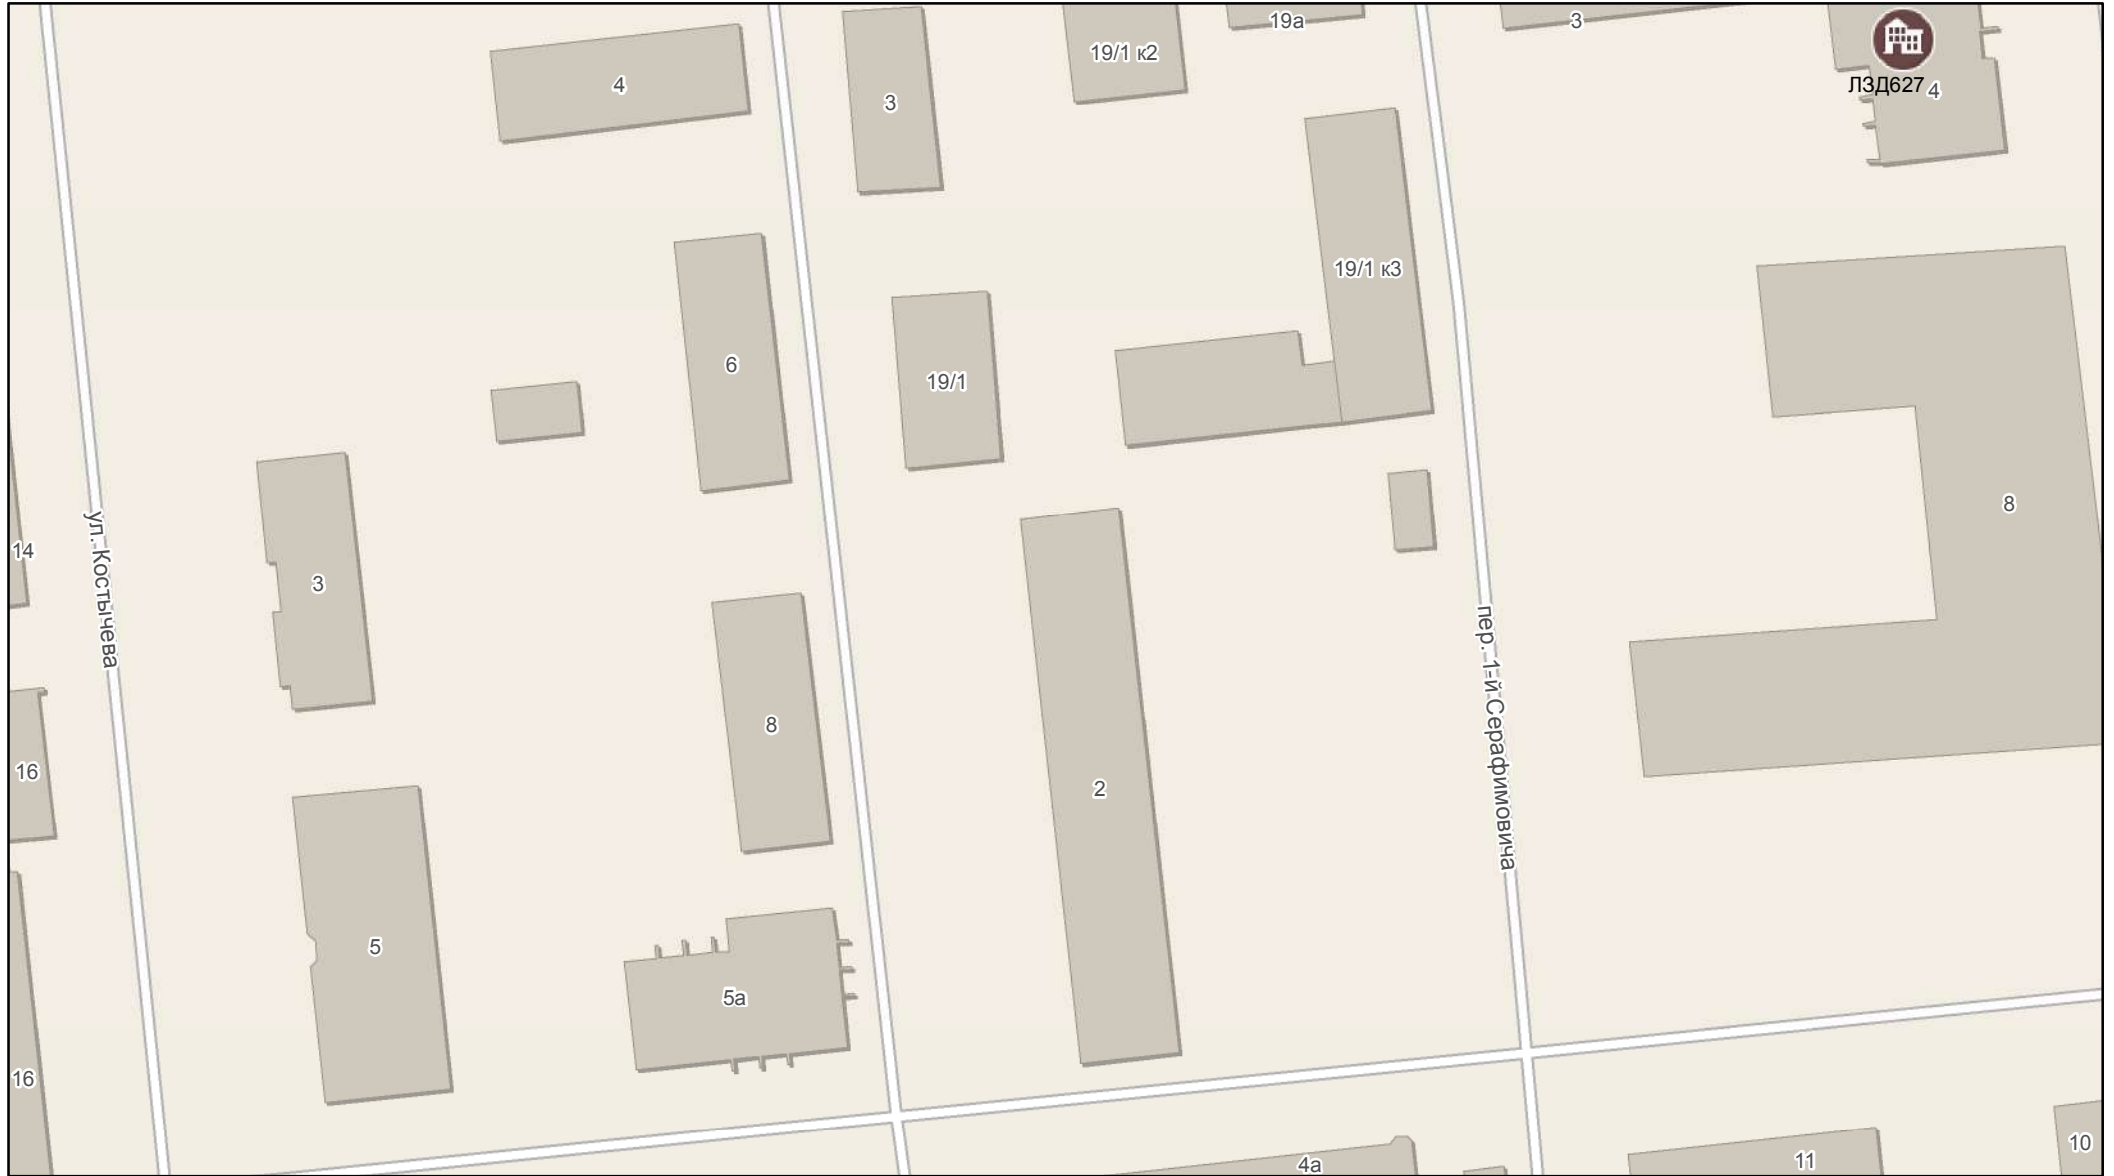 19а
3
19/1 к2
4
3
ЛЗД627
4
19/1 к3
6
19/1
8
14
3
ул. Костычева
пер. 1-й Серафимовича
8
16
2
5
5а
16
10
11
4а